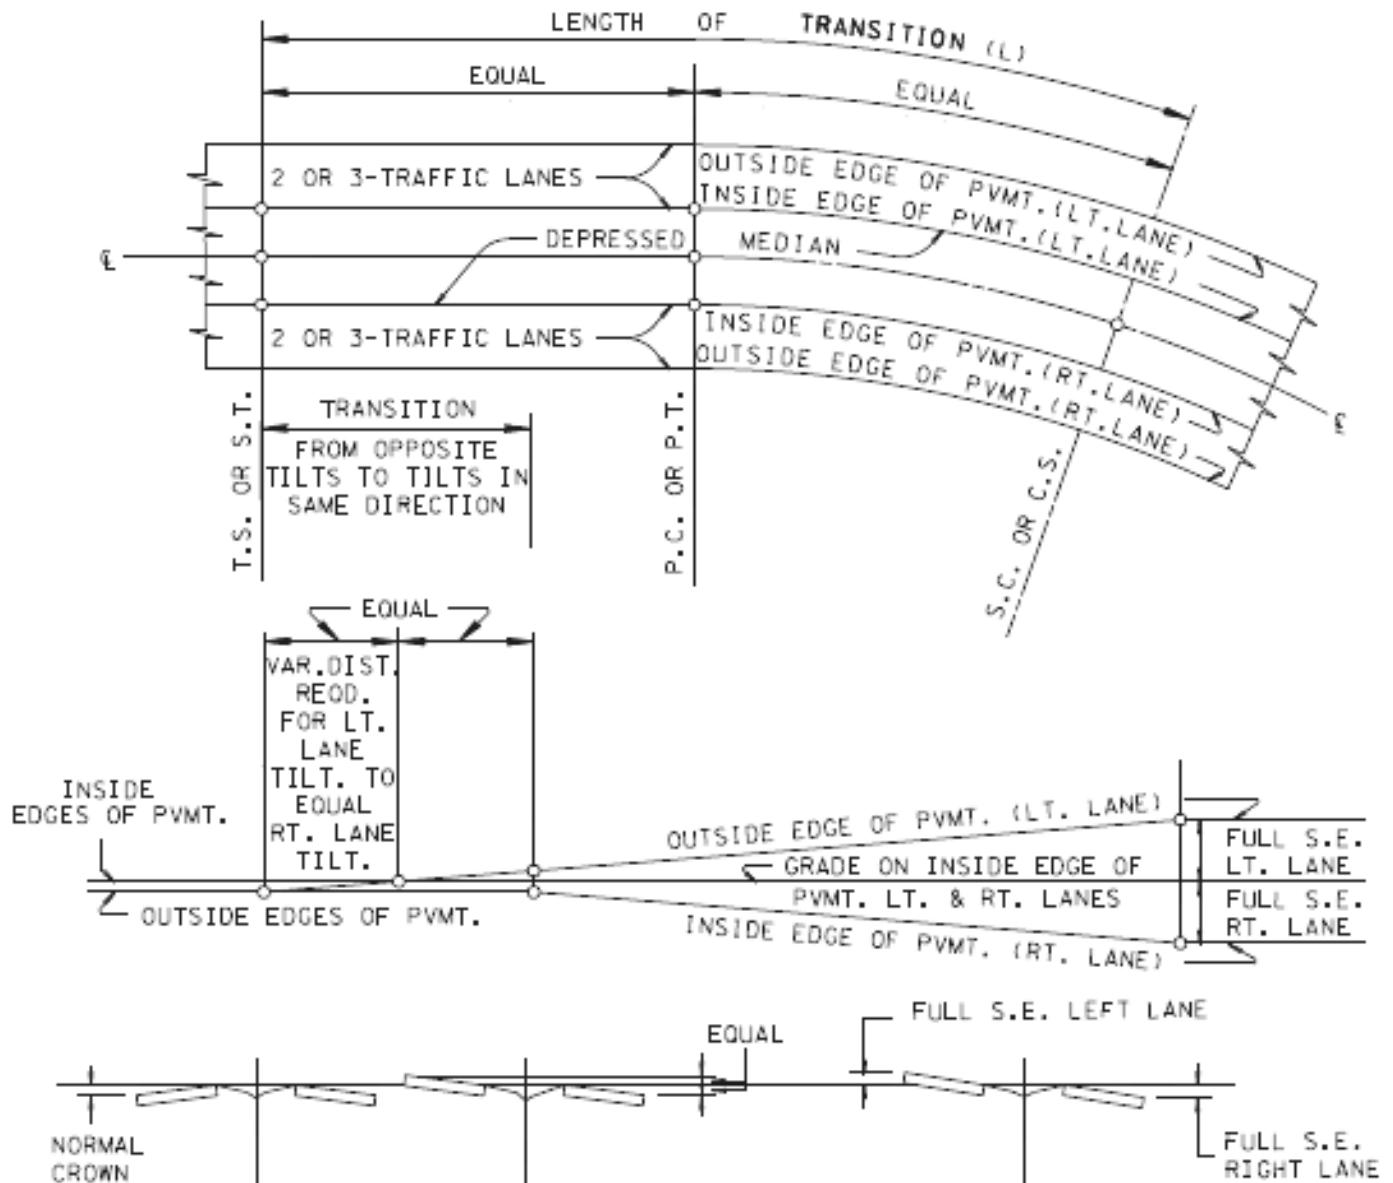 LENGTH OF TRANSITION (L)
EQUAL
EQUAL
2 OR 3-TRAFFIC LANES
OUTSIDE EDGE OF PVMT.(LT.LANE)
INSIDE EDGE OF PVMT.(LT.LANE)
DEPRESSED MEDIAN
℄
2 OR 3-TRAFFIC LANES
INSIDE EDGE OF PVMT.(RT.LANE)
OUTSIDE EDGE OF PVMT.(RT.LANE)
℄
T.S. OR S.T.
TRANSITION
FROM OPPOSITE
TILTS TO TILTS IN
SAME DIRECTION
P.C. OR P.T.
S.C. OR C.S.
EQUAL
VAR.DIST.
REQD.
FOR LT.
LANE
TILT. TO
EQUAL
RT. LANE
TILT.
INSIDE
EDGES OF PVMT.
OUTSIDE EDGES OF PVMT.
OUTSIDE EDGE OF PVMT. (LT. LANE)
GRADE ON INSIDE EDGE OF
PVMT. LT. & RT. LANES
INSIDE EDGE OF PVMT. (RT. LANE)
FULL S.E.
LT. LANE
FULL S.E.
RT. LANE
EQUAL
FULL S.E. LEFT LANE
NORMAL
CROWN
FULL S.E.
RIGHT LANE